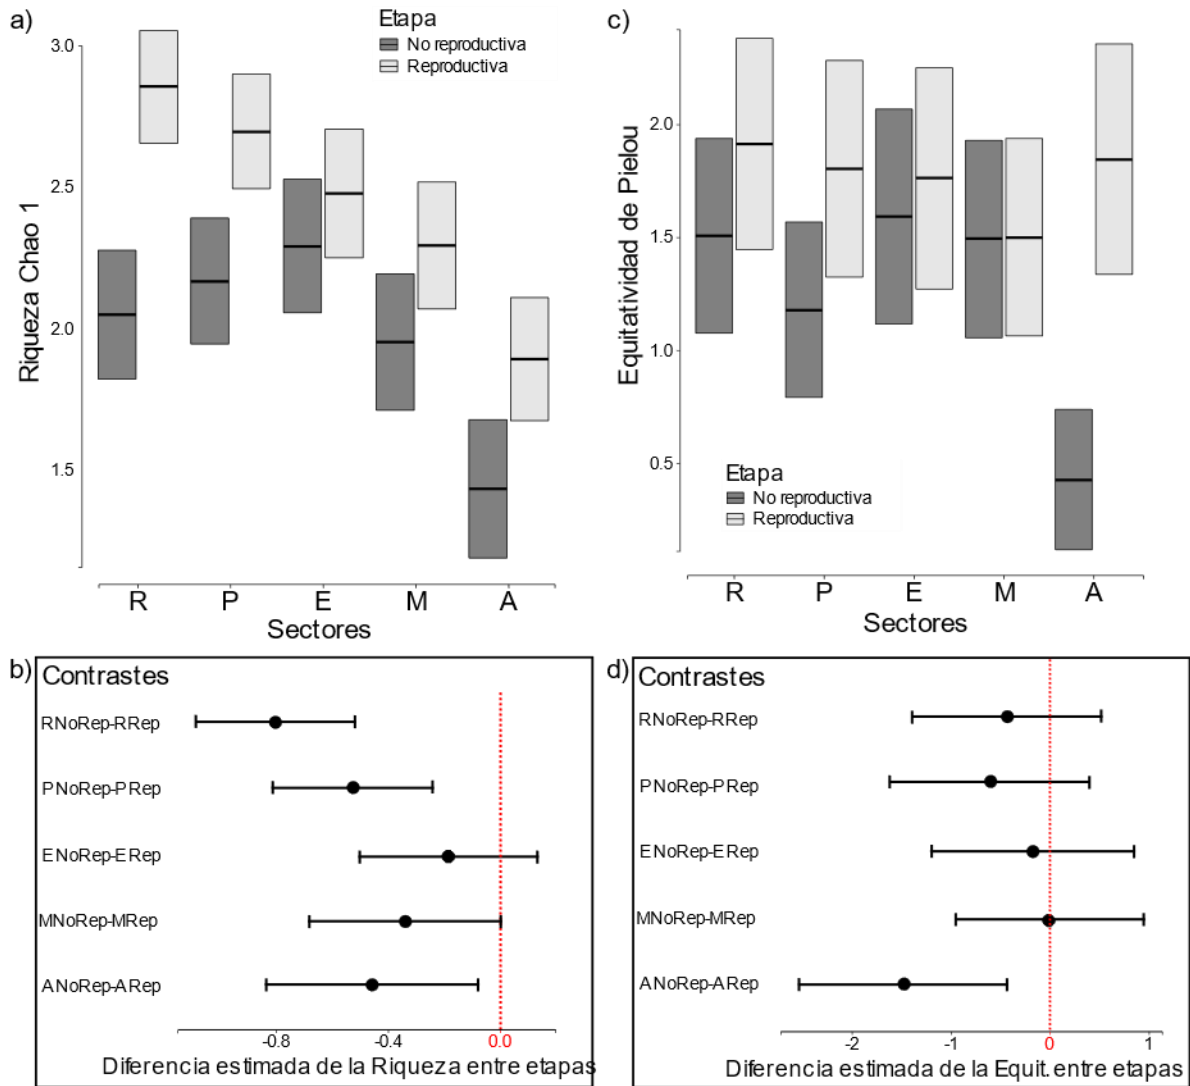 a)
Etapa
No reproductiva
Reproductiva
3.0
2.5
2.0
1.5
Riqueza Chao 1
R P E M A
Sectores
c)
2.0
1.5
1.0
0.5
Equitatividad de Pielou
Etapa
No reproductiva
Reproductiva
R P E M A
Sectores
b)
Contrastes
RNoRep-RRep
PNoRep-PRep
ENoRep-ERep
MNoRep-MRep
ANoRep-ARep
-0.8 -0.4 0.0
Diferencia estimada de la Riqueza entre etapas
d)
Contrastes
RNoRep-RRep
PNoRep-PRep
ENoRep-ERep
MNoRep-MRep
ANoRep-ARep
-2 -1 0 1
Diferencia estimada de la Equit. entre etapas